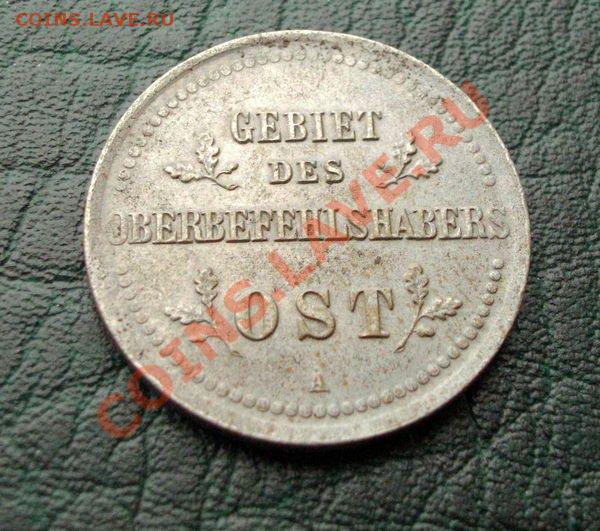 COINS.LAVE.RU
GEBIET
DES
OBERBEFEHLSHABERS
OST
A
COINS.LAVE.RU